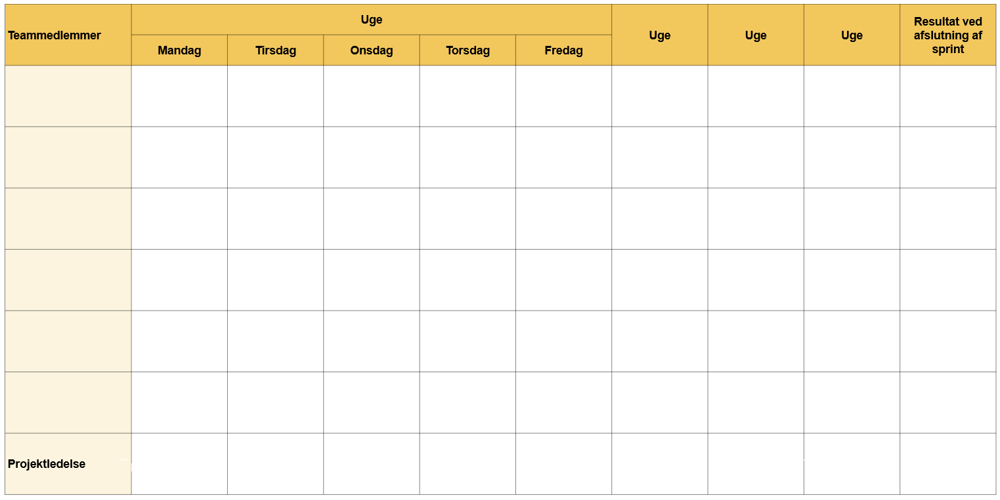 Teammedlemmer
Uge
Mandag
Tirsdag
Onsdag
Torsdag
Fredag
Uge
Uge
Uge
Resultat ved
afslutning af
sprint
Projektledelse